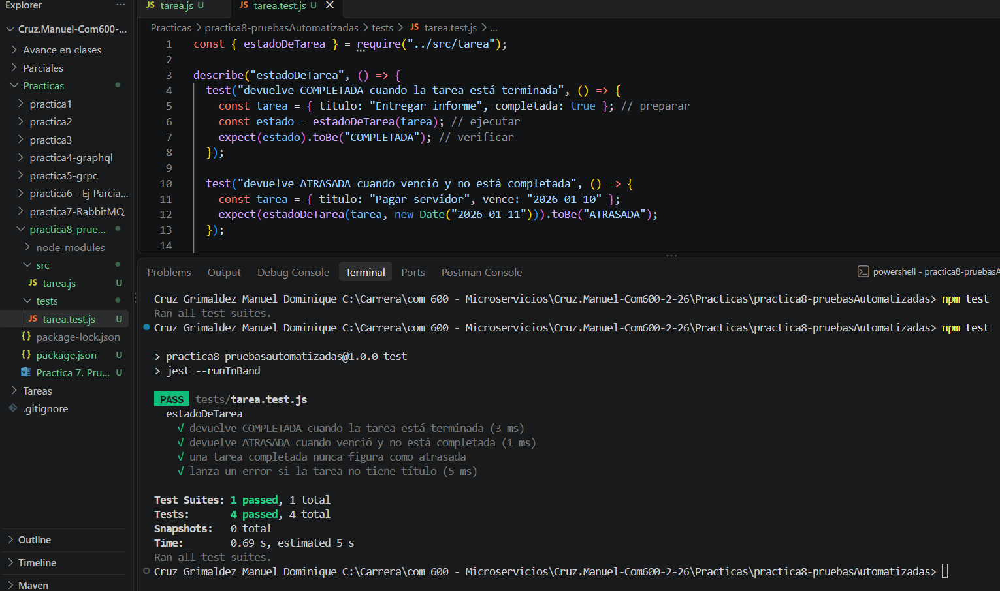 Explorer
···
Cruz.Manuel-Com600-...
Avance en clases
Parciales
Practicas
practica1
practica2
practica3
practica4-graphql
practica5-grpc
practica6 - Ej Parcia...
practica7-RabbitMQ
practica8-prue...
node_modules
src
JS tarea.js U
tests
JS tarea.test.js U
{} package-lock.json
{} package.json U
Practica 7. Pru... U
Tareas
.gitignore
Outline
Timeline
Maven
JS tarea.js U
JS tarea.test.js U
Practicas > practica8-pruebasAutomatizadas > tests > JS tarea.test.js > ...
1 const { estadoDeTarea } = require("../src/tarea");
2
3 describe("estadoDeTarea", () => {
4 test("devuelve COMPLETADA cuando la tarea está terminada", () => {
5 const tarea = { titulo: "Entregar informe", completada: true }; // preparar
6 const estado = estadoDeTarea(tarea); // ejecutar
7 expect(estado).toBe("COMPLETADA"); // verificar
8 });
9
10 test("devuelve ATRASADA cuando venció y no está completada", () => {
11 const tarea = { titulo: "Pagar servidor", vence: "2026-01-10" };
12 expect(estadoDeTarea(tarea, new Date("2026-01-11"))).toBe("ATRASADA");
13 });
14
Problems Output Debug Console Terminal Ports Postman Console
powershell - practica8-pruebasA
Cruz Grimaldez Manuel Dominique C:\Carrera\com 600 - Microservicios\Cruz.Manuel-Com600-2-26\Practicas\practica8-pruebasAutomatizadas> npm test
Ran all test suites.
Cruz Grimaldez Manuel Dominique C:\Carrera\com 600 - Microservicios\Cruz.Manuel-Com600-2-26\Practicas\practica8-pruebasAutomatizadas> npm test
> practica8-pruebasautomatizadas@1.0.0 test
> jest --runInBand
PASS tests/tarea.test.js
estadoDeTarea
√ devuelve COMPLETADA cuando la tarea está terminada (3 ms)
√ devuelve ATRASADA cuando venció y no está completada (1 ms)
√ una tarea completada nunca figura como atrasada
√ lanza un error si la tarea no tiene título (5 ms)
Test Suites: 1 passed, 1 total
Tests: 4 passed, 4 total
Snapshots: 0 total
Time: 0.69 s, estimated 5 s
Ran all test suites.
Cruz Grimaldez Manuel Dominique C:\Carrera\com 600 - Microservicios\Cruz.Manuel-Com600-2-26\Practicas\practica8-pruebasAutomatizadas>